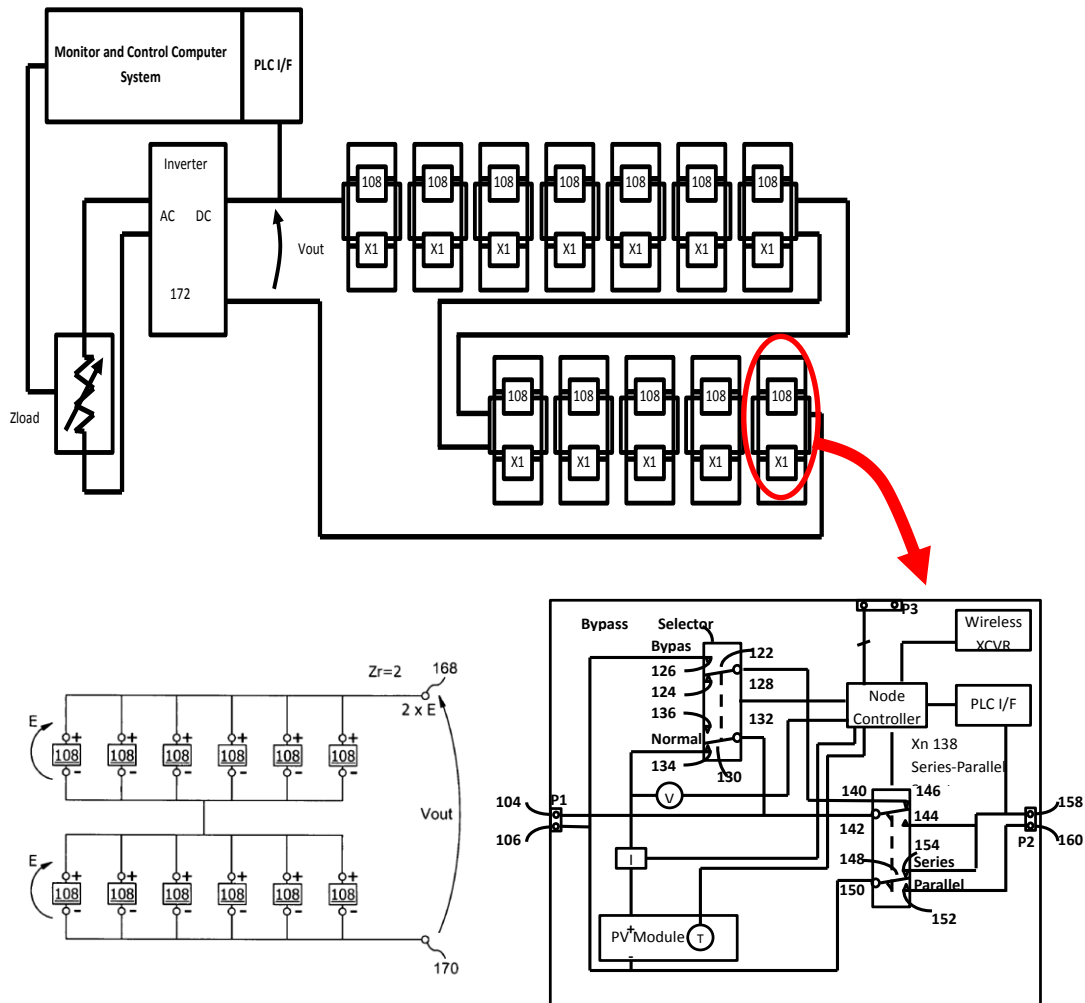 Monitor and Control Computer
System
PLC I/F
Inverter
AC DC
172
Vout
Zload
108 108 108 108 108 108 108
X1 X1 X1 X1 X1 X1 X1
108 108 108 108 108
X1 X1 X1 X1 X1
Zr=2
168
2 x E
E
+ + + + + +
108 108 108 108 108 108
- - - - - -
Vout
E
+ + + + + +
108 108 108 108 108 108
- - - - - -
170
P3
Bypass Selector
Wireless
XCVR
Bypas
122
126
128
124
Node
Controller
PLC I/F
136
132
Normal
134
130
Xn 138
Series-Parallel
V
140
146
104
P1
158
142
144
106
P2
160
154
148
Series
I
150
Parallel
152
+
PV Module
T
-